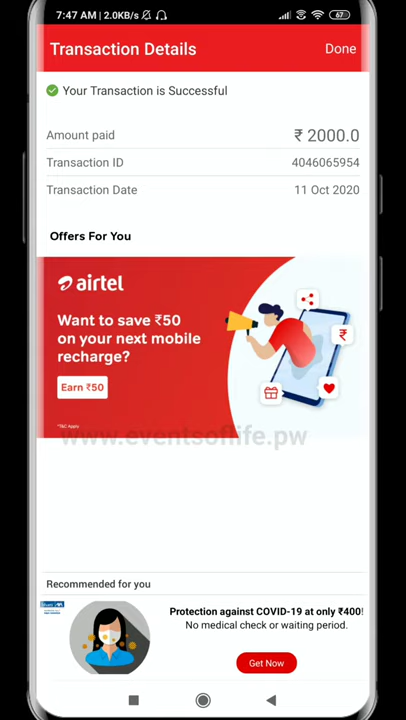 7:47 AM | 2.0KB/s
67
Transaction Details
Done
Your Transaction is Successful
Amount paid
₹ 2000.0
Transaction ID
4046065954
Transaction Date
11 Oct 2020
Offers For You
airtel
Want to save ₹50
on your next mobile
recharge?
Earn ₹50
*T&C Apply
www.eventsoflife.pw
Recommended for you
Protection against COVID-19 at only ₹400!
No medical check or waiting period.
Get Now